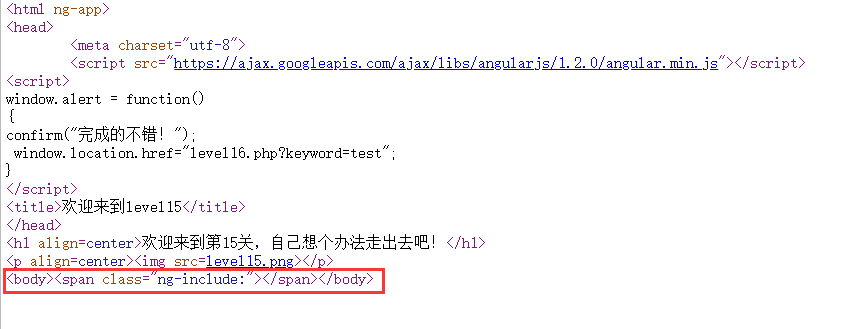 <html ng-app>
<head>
        <meta charset="utf-8">
        <script src="https://ajax.googleapis.com/ajax/libs/angularjs/1.2.0/angular.min.js"></script>
<script>
window.alert = function()
{
confirm("完成的不错！");
 window.location.href="level16.php?keyword=test";
}
</script>
<title>欢迎来到level15</title>
</head>
<h1 align=center>欢迎来到第15关，自己想个办法走出去吧！</h1>
<p align=center><img src=level15.png></p>
<body><span class="ng-include:"></span></body>